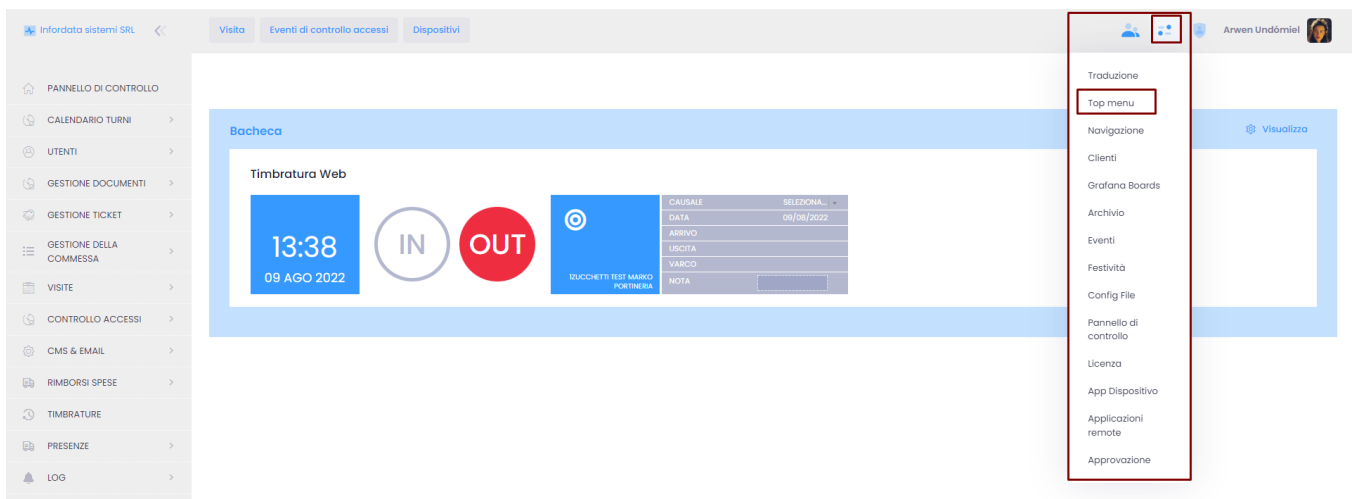 Infordata sistemi SRL
Visita
Eventi di controllo accessi
Dispositivi
Arwen Undómiel
PANNELLO DI CONTROLLO
CALENDARIO TURNI
UTENTI
GESTIONE DOCUMENTI
GESTIONE TICKET
GESTIONE DELLA
COMMESSA
VISITE
CONTROLLO ACCESSI
CMS & EMAIL
RIMBORSI SPESE
TIMBRATURE
PRESENZE
LOG
Bacheca
Visualizza
Timbratura Web
13:38
09 AGO 2022
IN
OUT
1ZUCCHETTI TEST MARKO
PORTINERIA
CAUSALE SELEZIONA...
DATA 09/08/2022
ARRIVO
USCITA
VARCO
NOTA
Traduzione
Top menu
Navigazione
Clienti
Grafana Boards
Archivio
Eventi
Festività
Config File
Pannello di
controllo
Licenza
App Dispositivo
Applicazioni
remote
Approvazione